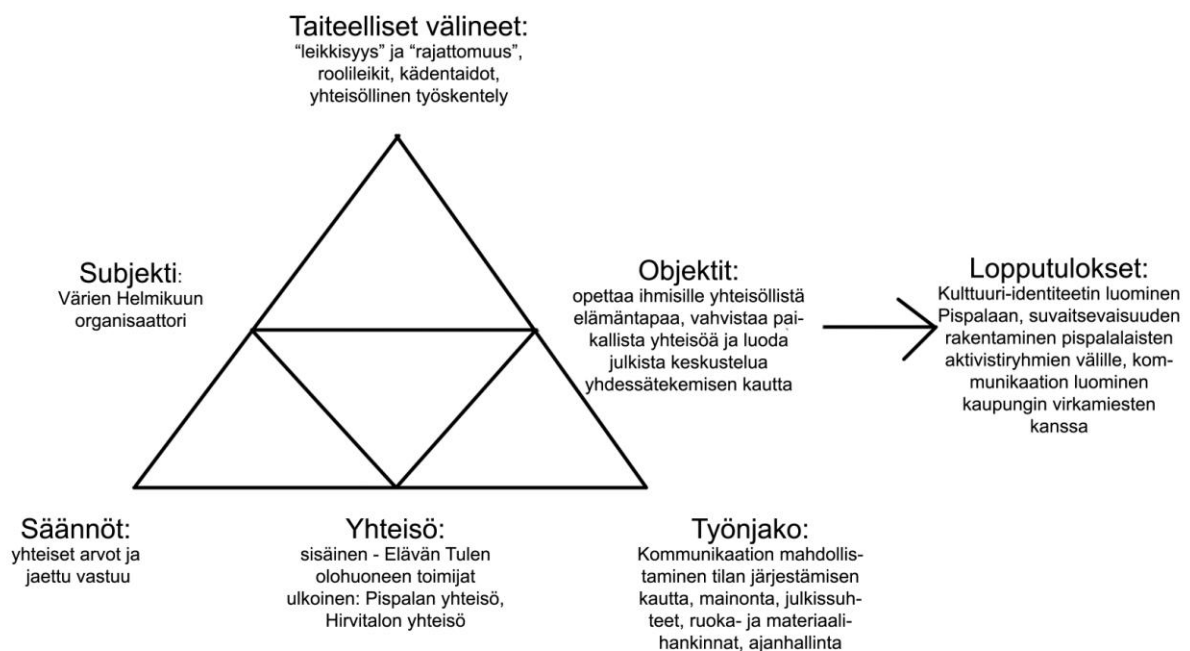 Taiteelliset välineet:
“leikkisyys” ja “rajattomuus”,
roolileikit, kädentaidot,
yhteisöllinen työskentely
Subjekti:
Värien Helmikuun
organisaattori
Objektit:
opettaa ihmisille yhteisöllistä
elämäntapaa, vahvistaa pai-
kallista yhteisöä ja luoda
julkista keskustelua
yhdessätekemisen kautta
Lopputulokset:
Kulttuuri-identiteetin luominen
Pispalaan, suvaitsevaisuuden
rakentaminen pispalalaisten
aktivistiryhmien välille, kom-
munikaation luominen
kaupungin virkamiesten
kanssa
Säännöt:
yhteiset arvot ja
jaettu vastuu
Yhteisö:
sisäinen - Elävän Tulen
olohuoneen toimijat
ulkoinen: Pispalan yhteisö,
Hirvitalon yhteisö
Työnjako:
Kommunikaation mahdollis-
taminen tilan järjestämisen
kautta, mainonta, julkissuh-
teet, ruoka- ja materiaali-
hankinnat, ajanhallinta